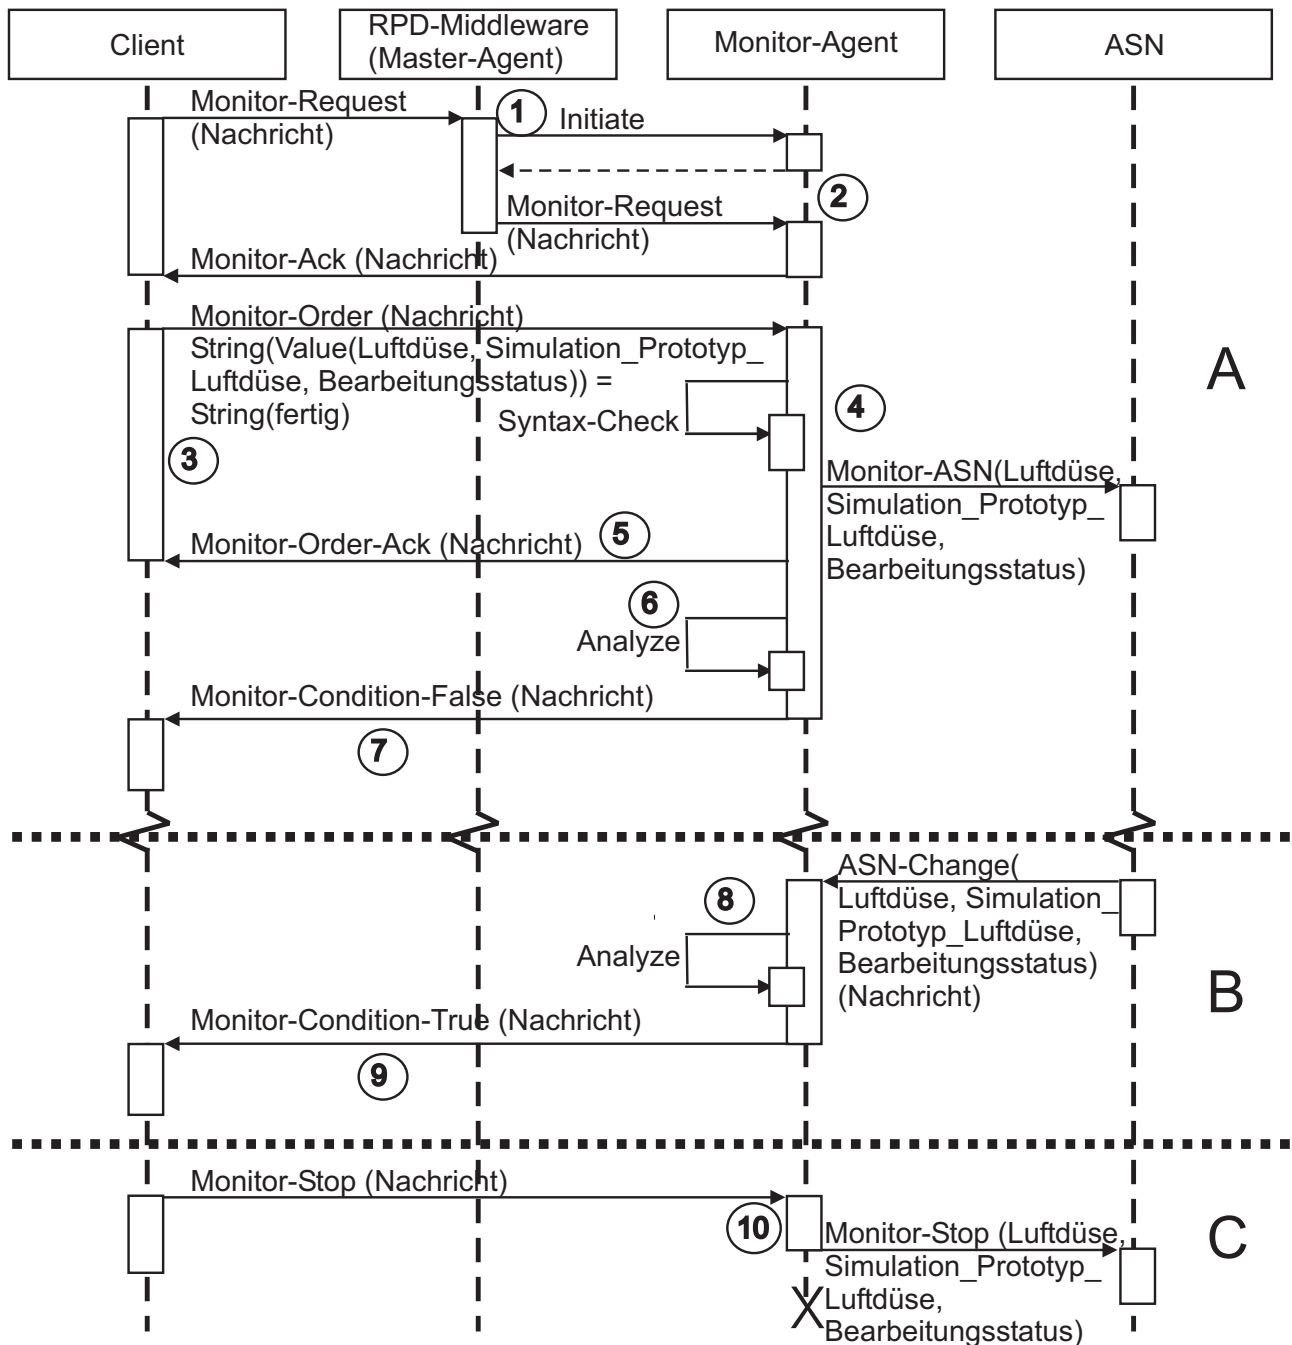 Client
RPD-Middleware
(Master-Agent)
Monitor-Agent
ASN
Monitor-Request
(Nachricht)
1
Initiate
2
Monitor-Request
(Nachricht)
Monitor-Ack (Nachricht)
Monitor-Order (Nachricht)
String(Value(Luftdüse, Simulation_Prototyp_
Luftdüse, Bearbeitungsstatus)) =
String(fertig)
A
4
Syntax-Check
3
Monitor-ASN(Luftdüse,
Simulation_Prototyp_
Luftdüse,
Bearbeitungsstatus)
Monitor-Order-Ack (Nachricht)
5
6
Analyze
Monitor-Condition-False (Nachricht)
7
ASN-Change(
Luftdüse, Simulation_
Prototyp_Luftdüse,
Bearbeitungsstatus)
(Nachricht)
8
Analyze
B
Monitor-Condition-True (Nachricht)
9
Monitor-Stop (Nachricht)
10
Monitor-Stop (Luftdüse,
Simulation_Prototyp_
Luftdüse,
Bearbeitungsstatus)
C
X